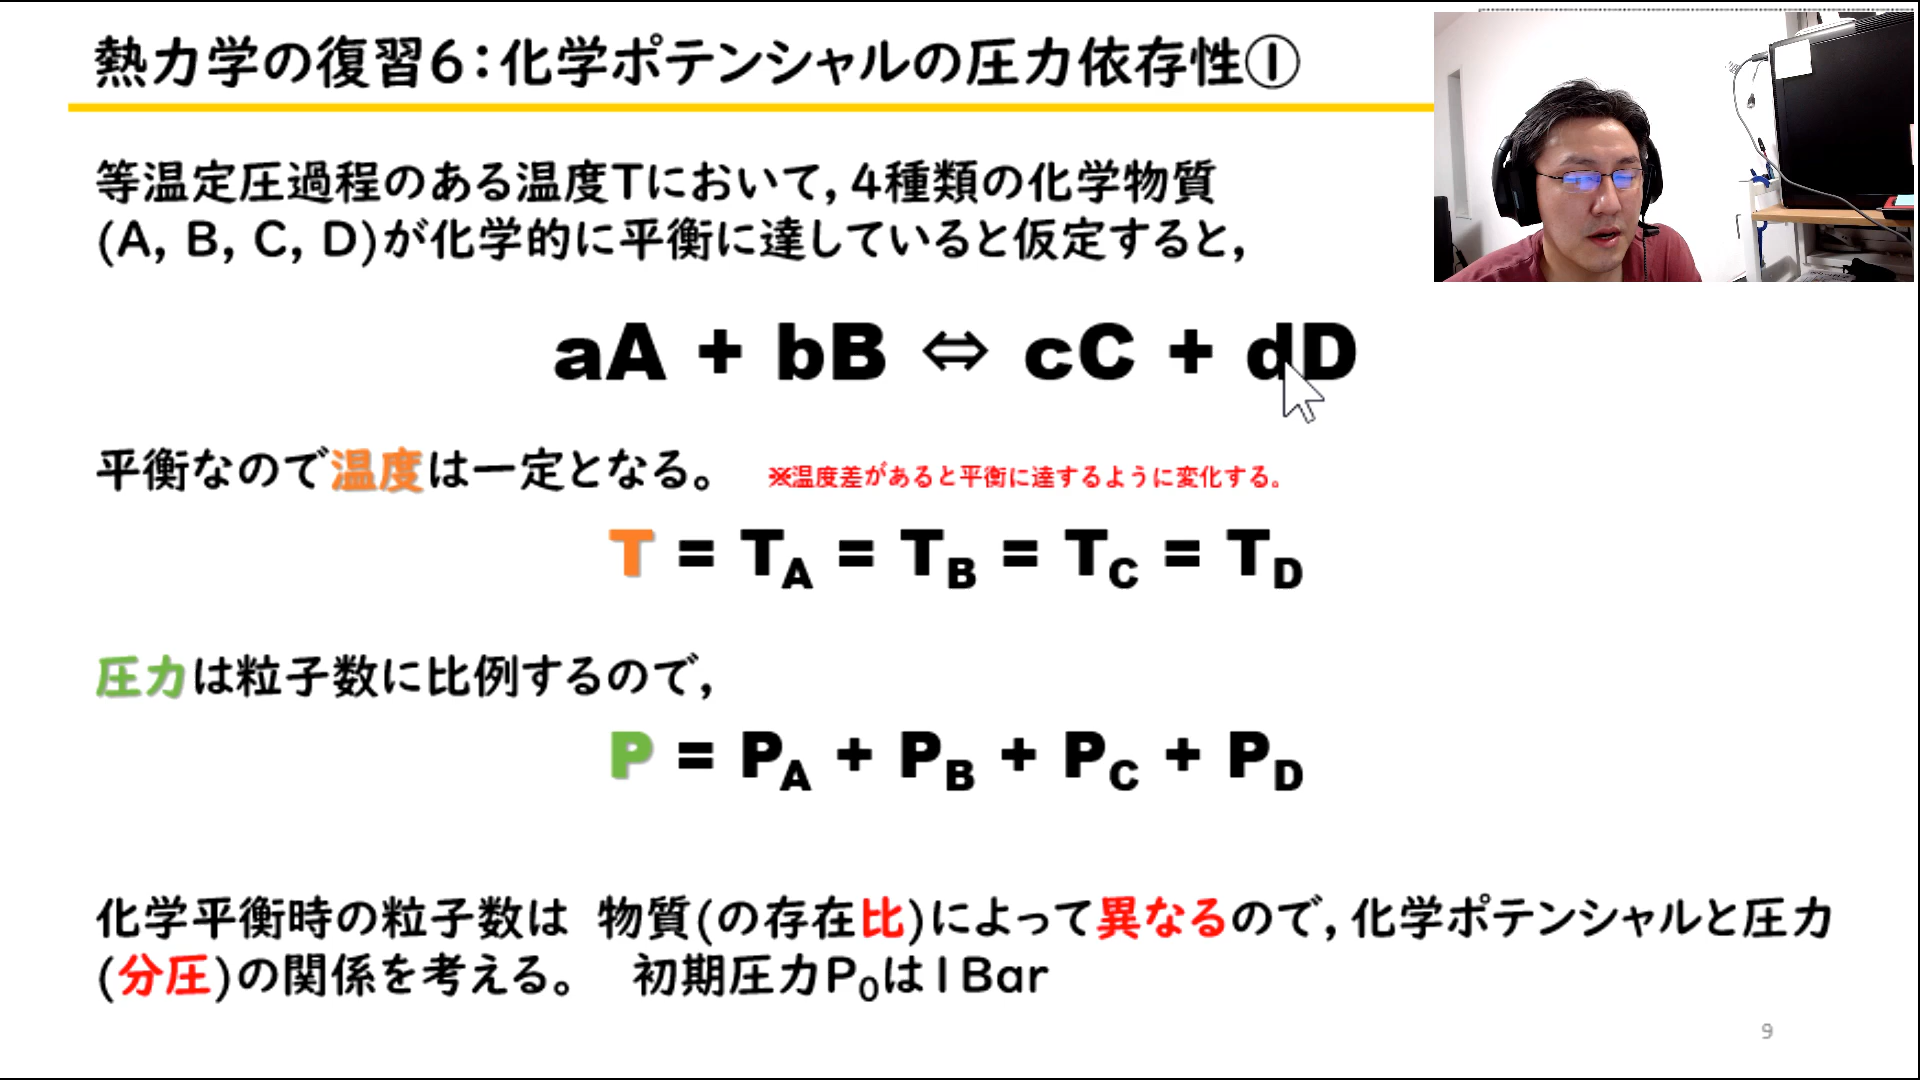 熱力学の復習6：化学ポテンシャルの圧力依存性①
等温定圧過程のある温度Tにおいて, 4種類の化学物質
(A, B, C, D)が化学的に平衡に達していると仮定すると,
aA + bB ⇔ cC + dD
平衡なので温度は一定となる。 ※温度差があると平衡に達するように変化する。
T = TA = TB = TC = TD
圧力は粒子数に比例するので,
P = PA + PB + PC + PD
化学平衡時の粒子数は 物質(の存在比)によって異なるので, 化学ポテンシャルと圧力
(分圧)の関係を考える。 初期圧力P0は1Bar
9